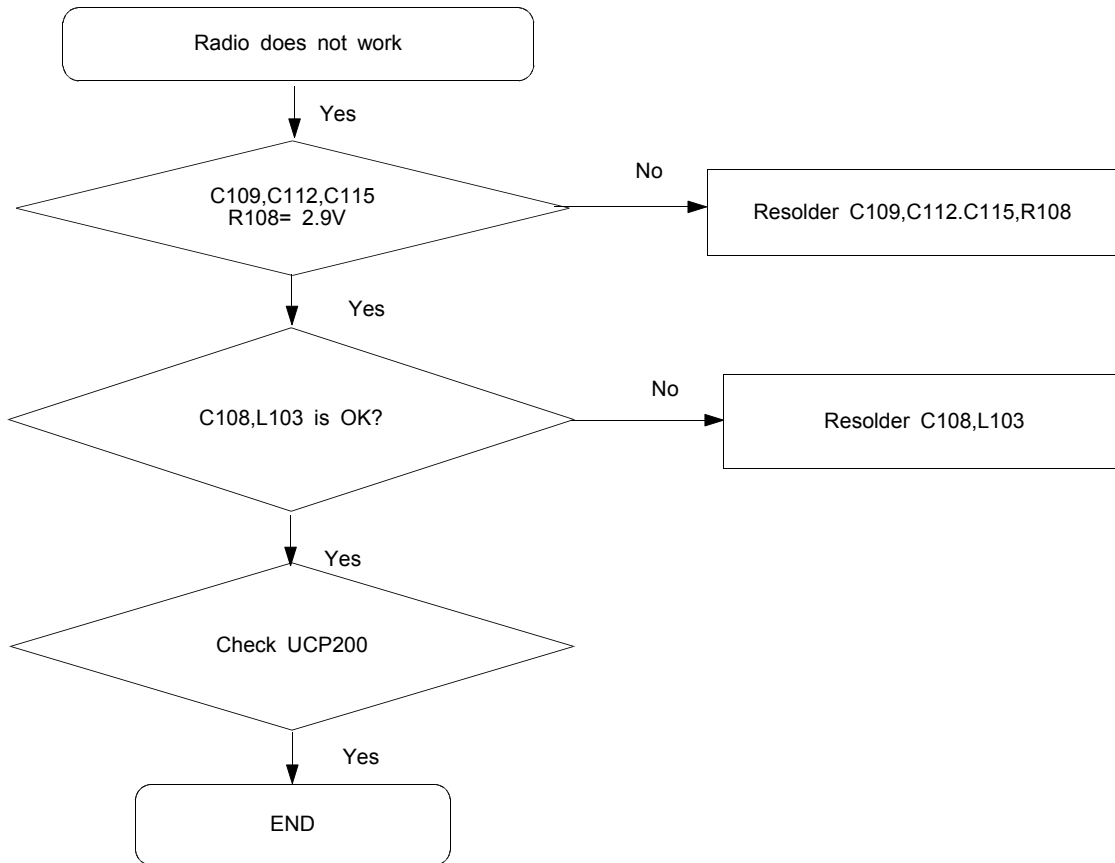 Radio does not work
Yes
C109,C112,C115
R108= 2.9V
No
Resolder C109,C112.C115,R108
Yes
C108,L103 is OK?
No
Resolder C108,L103
Yes
Check UCP200
Yes
END